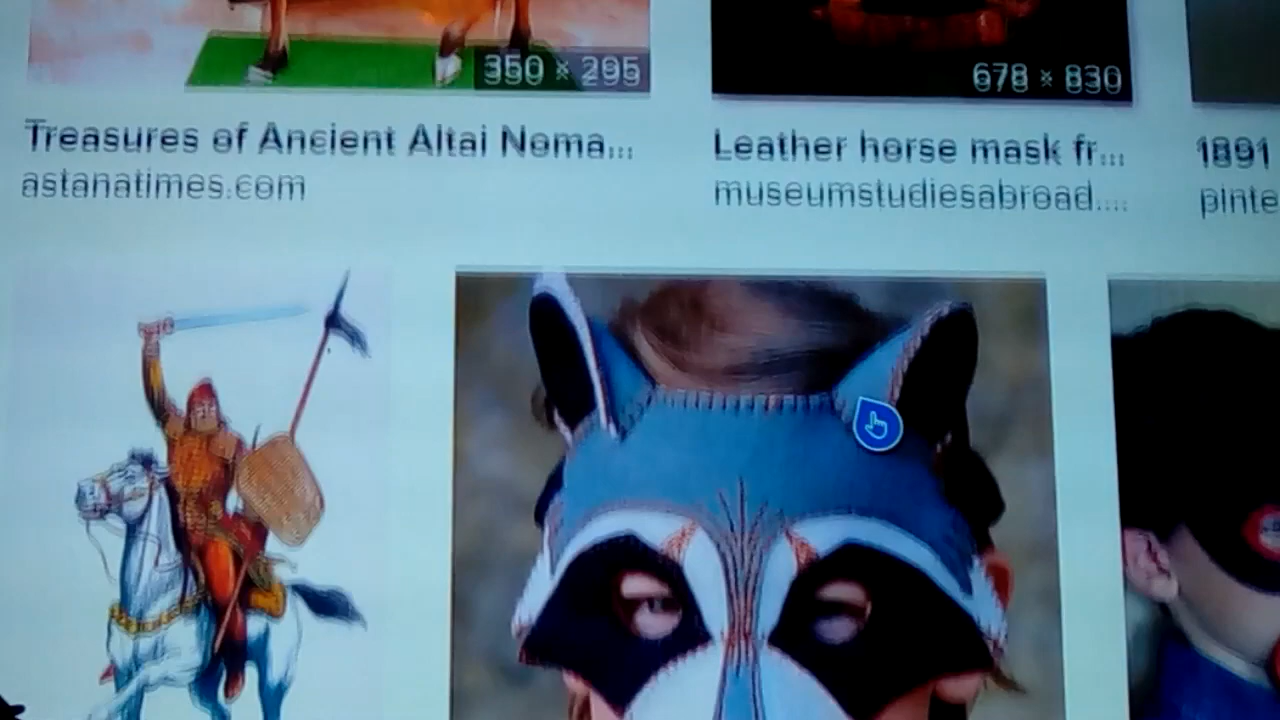 350 × 295
678 × 830
Treasures of Ancient Altai Noma...
astanatimes.com
Leather horse mask fr...
museumstudiesabroad....
1891
pinte